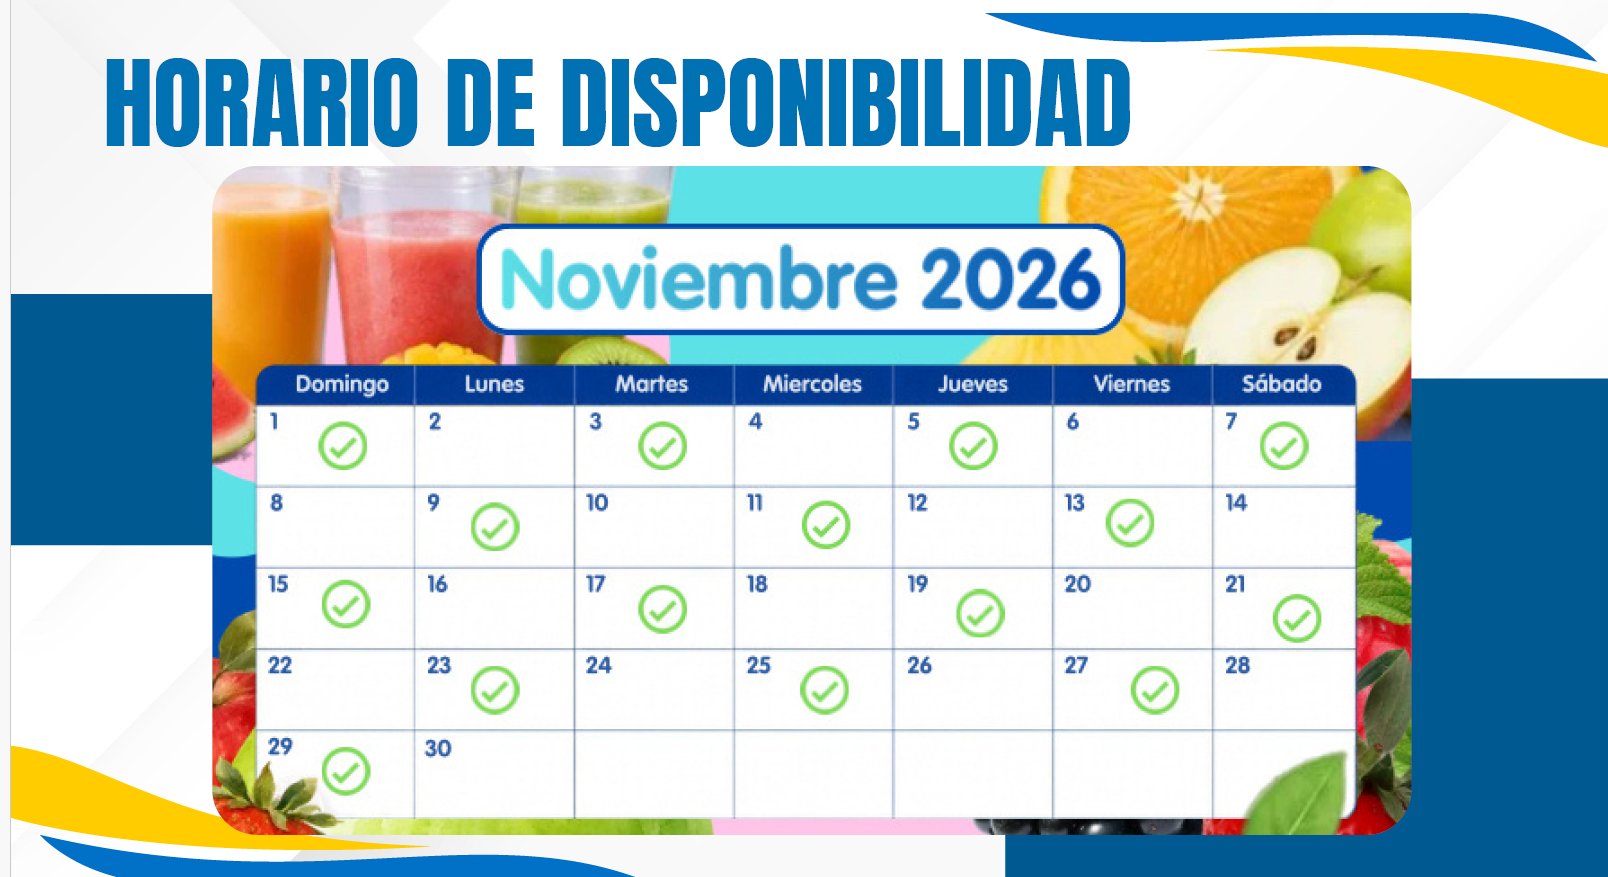 HORARIO DE DISPONIBILIDAD
Noviembre 2026
Domingo Lunes Martes Miercoles Jueves Viernes Sábado
1 2 3 4 5 6 7
8 9 10 11 12 13 14
15 16 17 18 19 20 21
22 23 24 25 26 27 28
29 30